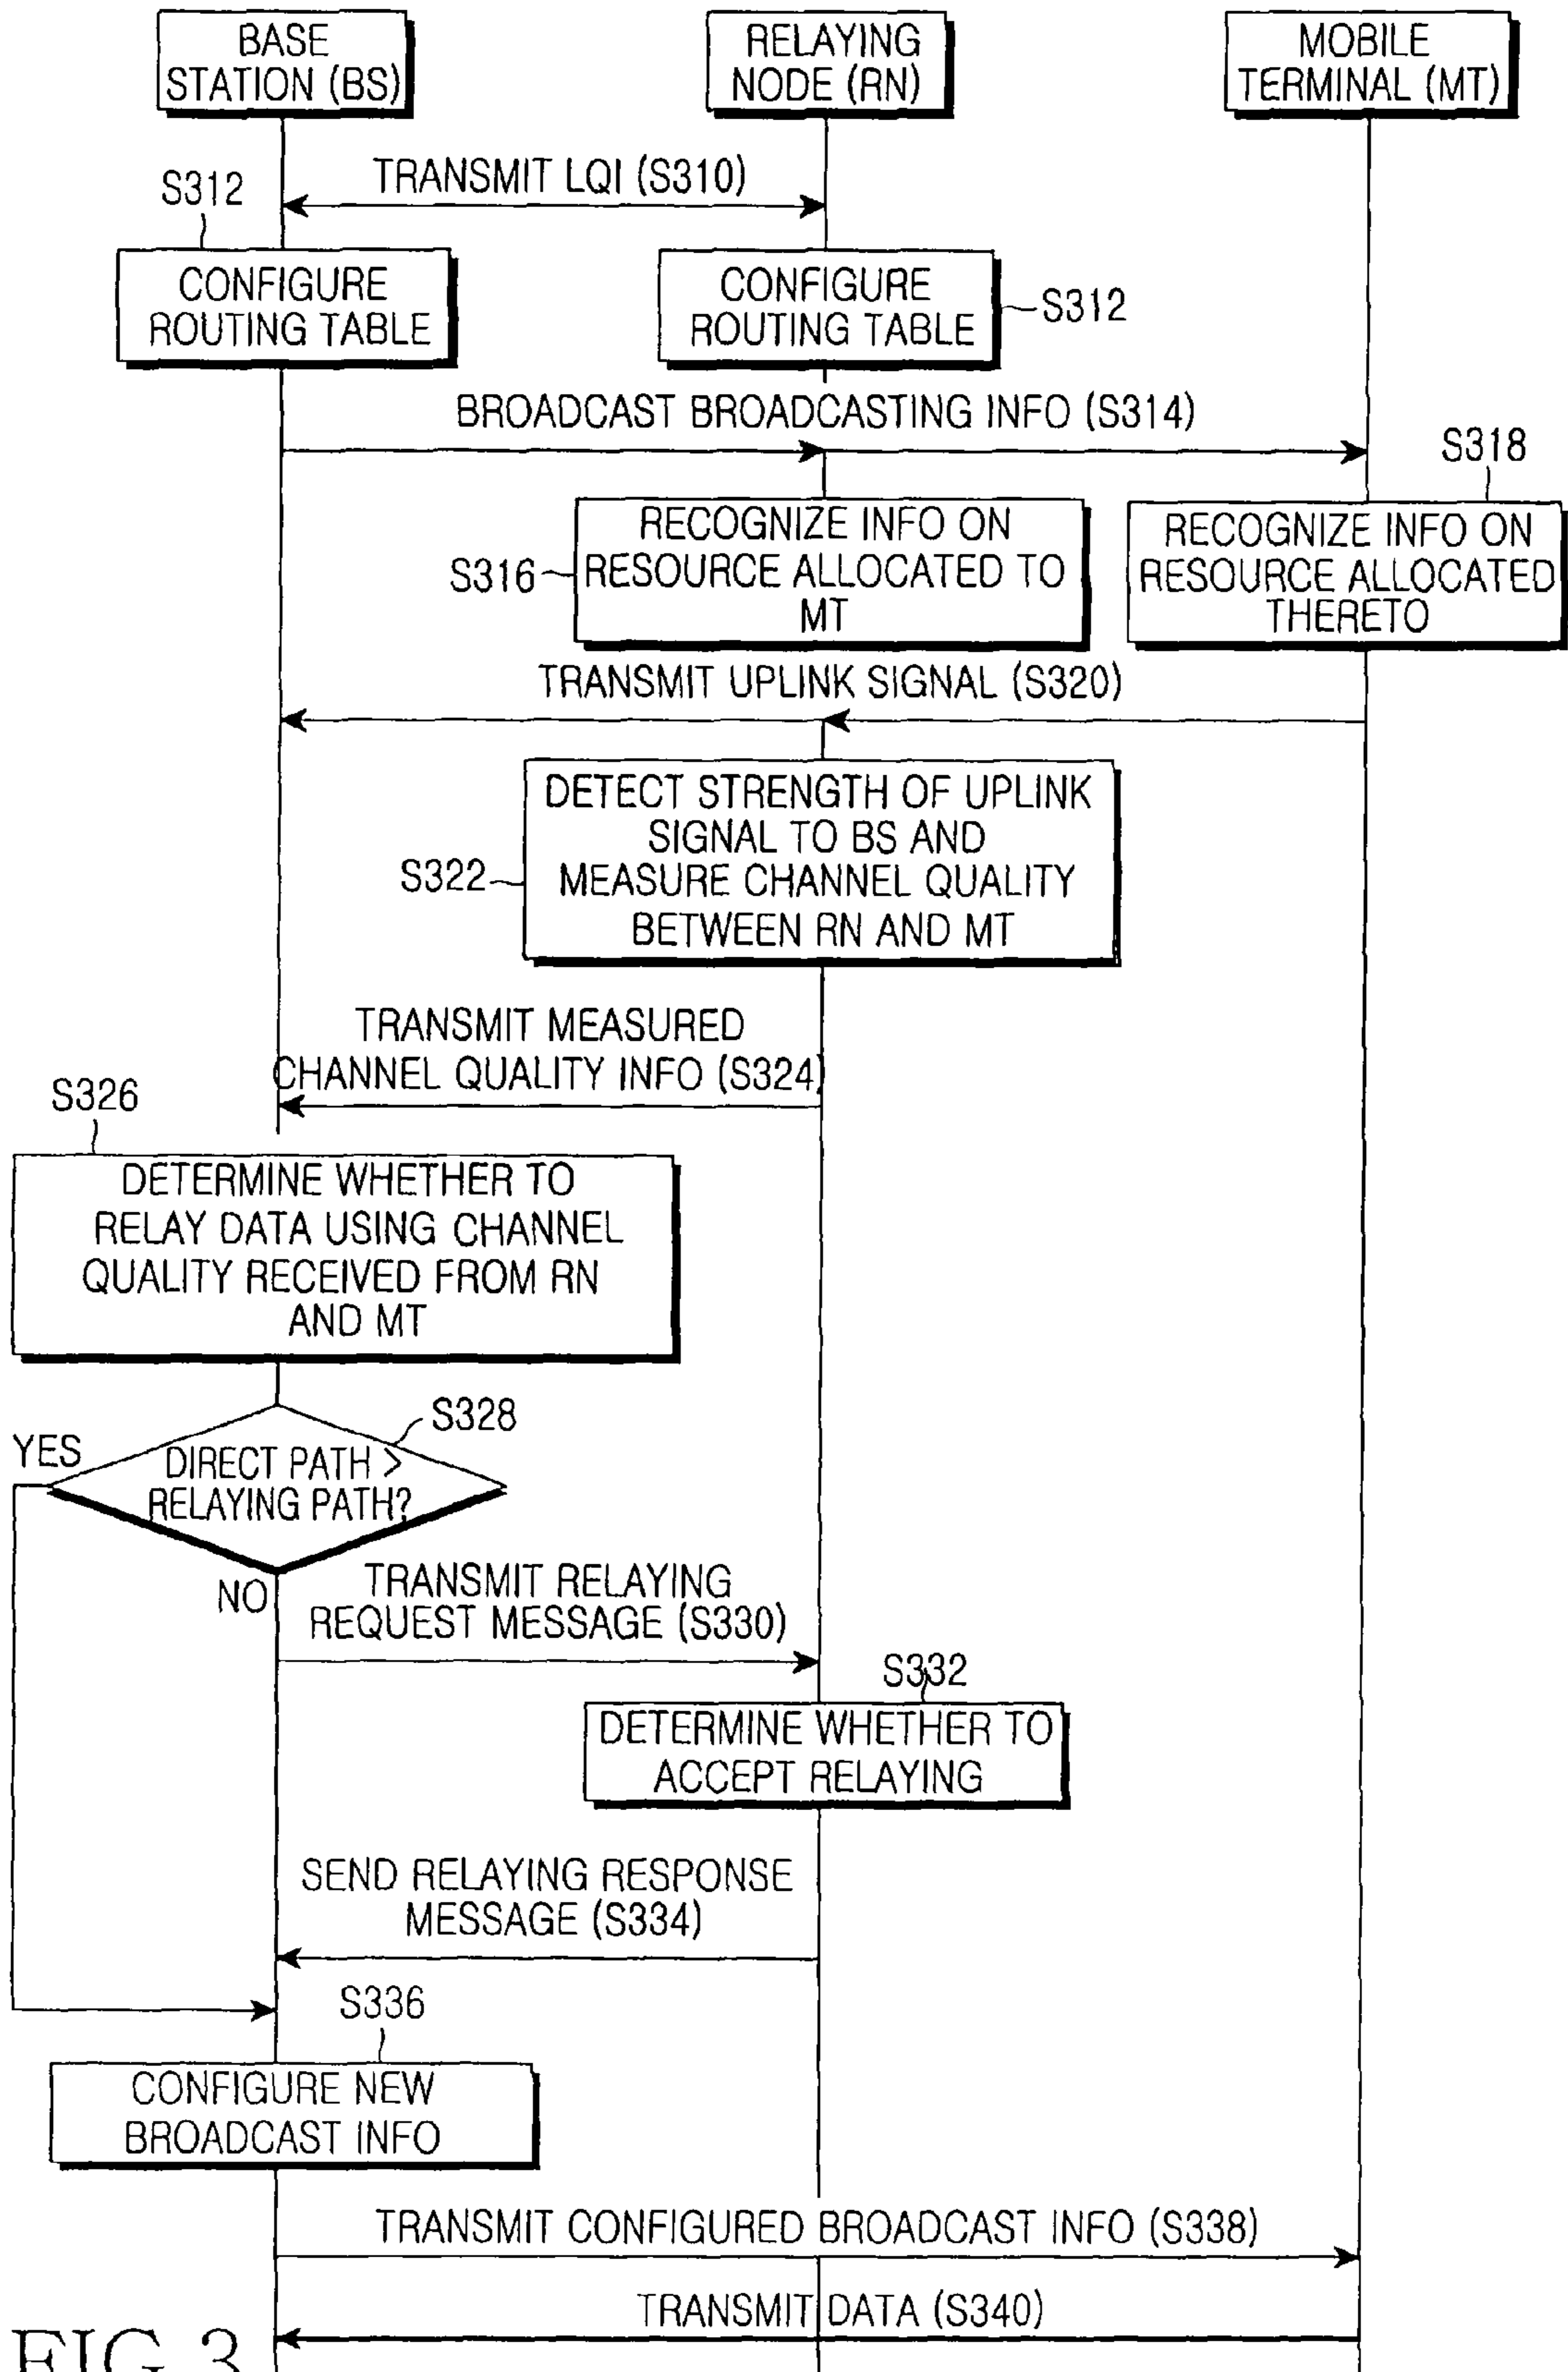 BASE
STATION (BS)
RELAYING
NODE (RN)
MOBILE
TERMINAL (MT)
TRANSMIT LQI (S310)
S312
CONFIGURE
ROUTING TABLE
CONFIGURE
ROUTING TABLE
S312
BROADCAST BROADCASTING INFO (S314)
S318
RECOGNIZE INFO ON
RESOURCE ALLOCATED TO
MT
S316
RECOGNIZE INFO ON
RESOURCE ALLOCATED
THERETO
TRANSMIT UPLINK SIGNAL (S320)
DETECT STRENGTH OF UPLINK
SIGNAL TO BS AND
MEASURE CHANNEL QUALITY
BETWEEN RN AND MT
S322
TRANSMIT MEASURED
CHANNEL QUALITY INFO (S324)
S326
DETERMINE WHETHER TO
RELAY DATA USING CHANNEL
QUALITY RECEIVED FROM RN
AND MT
S328
YES
DIRECT PATH >
RELAYING PATH?
NO
TRANSMIT RELAYING
REQUEST MESSAGE (S330)
S332
DETERMINE WHETHER TO
ACCEPT RELAYING
SEND RELAYING RESPONSE
MESSAGE (S334)
S336
CONFIGURE NEW
BROADCAST INFO
TRANSMIT CONFIGURED BROADCAST INFO (S338)
TRANSMIT DATA (S340)
FIG.3